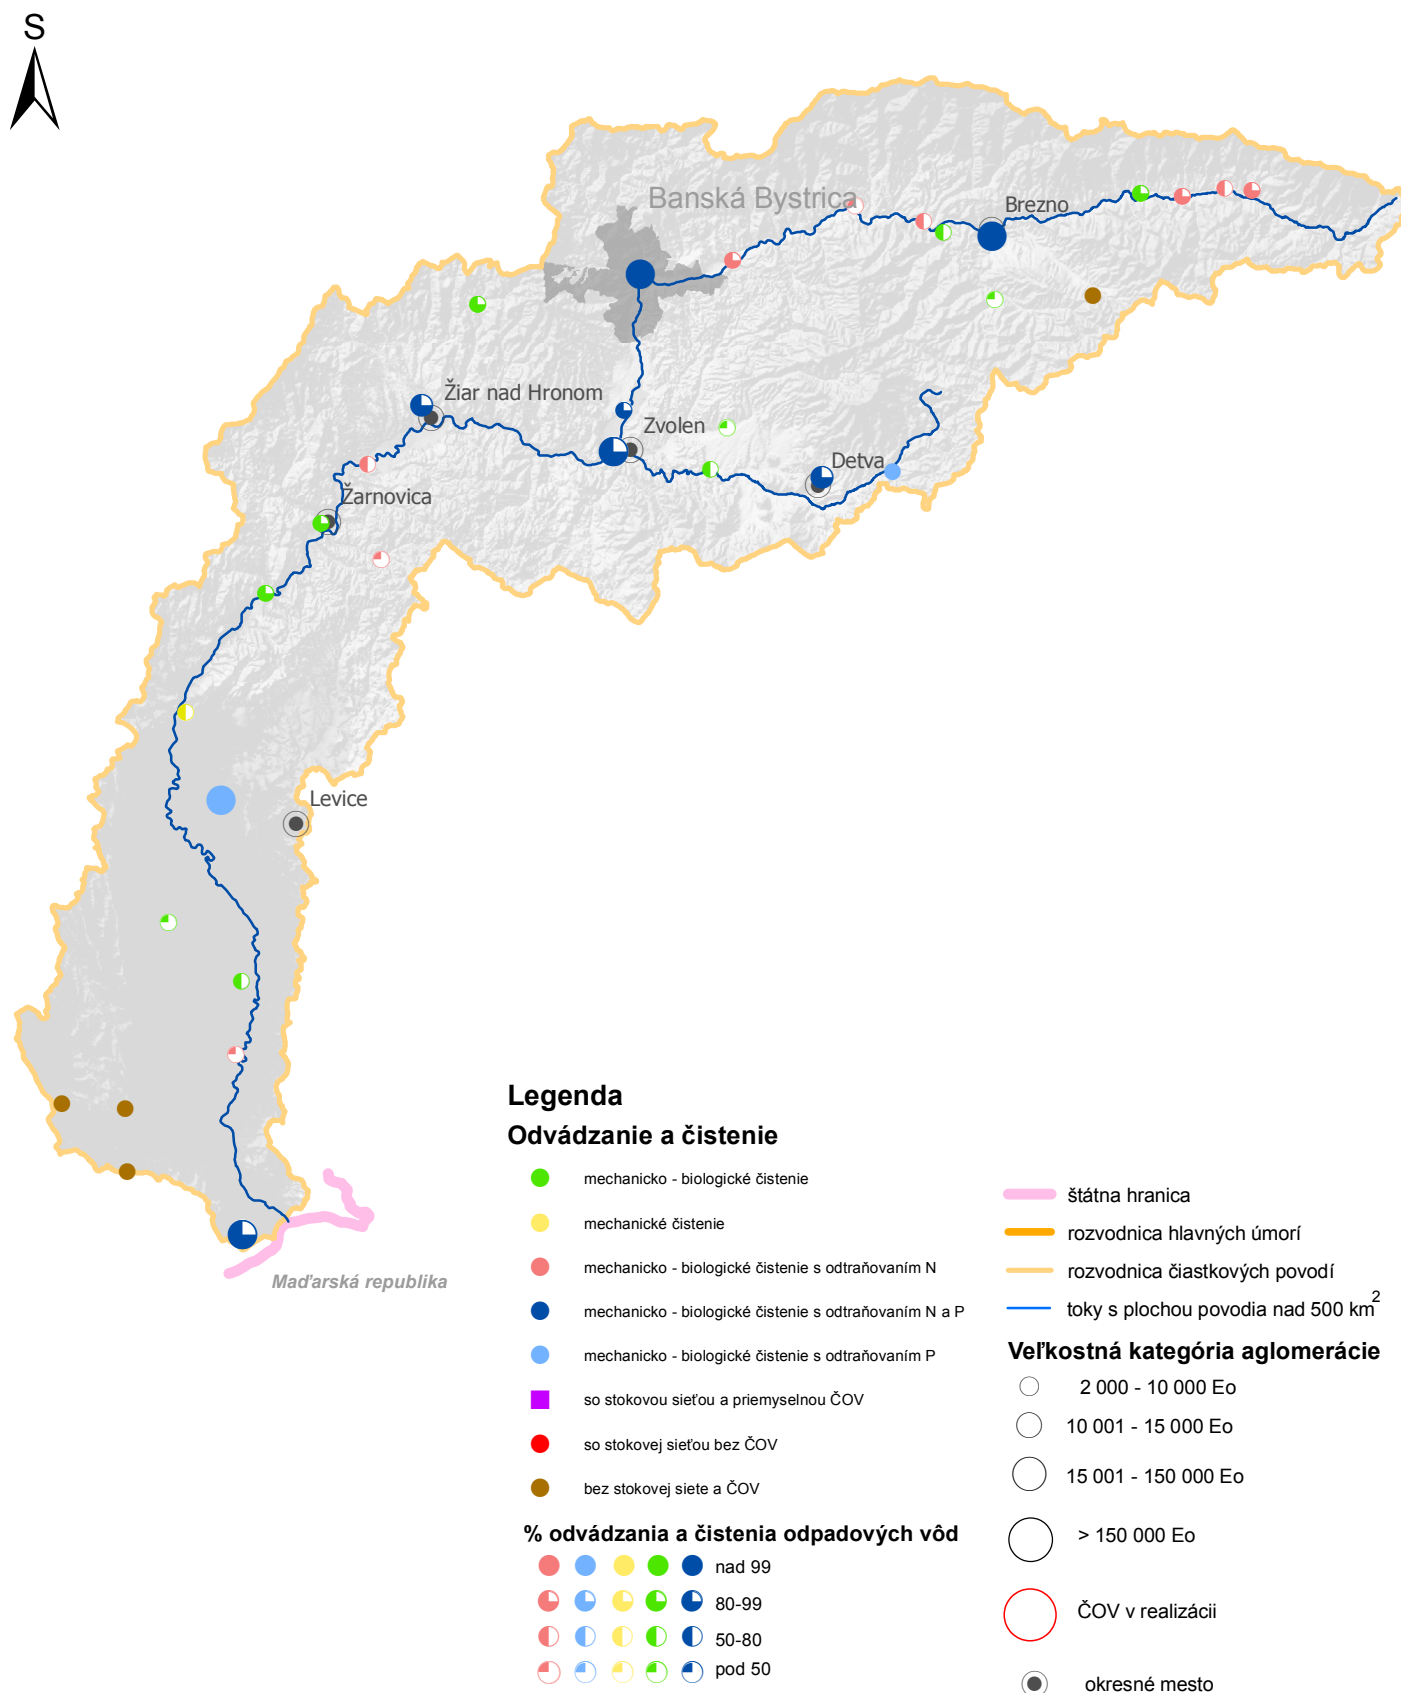 S
Banská Bystrica
Brezno
Žiar nad Hronom
Zvolen
Detva
Žarnovica
Levice
Maďarská republika
Legenda
Odvádzanie a čistenie
mechanicko - biologické čistenie
mechanické čistenie
mechanicko - biologické čistenie s odtraňovaním N
mechanicko - biologické čistenie s odtraňovaním N a P
mechanicko - biologické čistenie s odtraňovaním P
so stokovou sieťou a priemyselnou ČOV
so stokovej sieťou bez ČOV
bez stokovej siete a ČOV
% odvádzania a čistenia odpadových vôd
nad 99
80-99
50-80
pod 50
štátna hranica
rozvodnica hlavných úmorí
rozvodnica čiastkových povodí
toky s plochou povodia nad 500 km²
Veľkostná kategória aglomerácie
2 000 - 10 000 Eo
10 001 - 15 000 Eo
15 001 - 150 000 Eo
> 150 000 Eo
ČOV v realizácii
okresné mesto